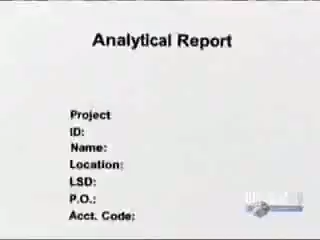 Analytical Report
Project
ID:
Name:
Location:
LSD:
P.O.:
Acct. Code: